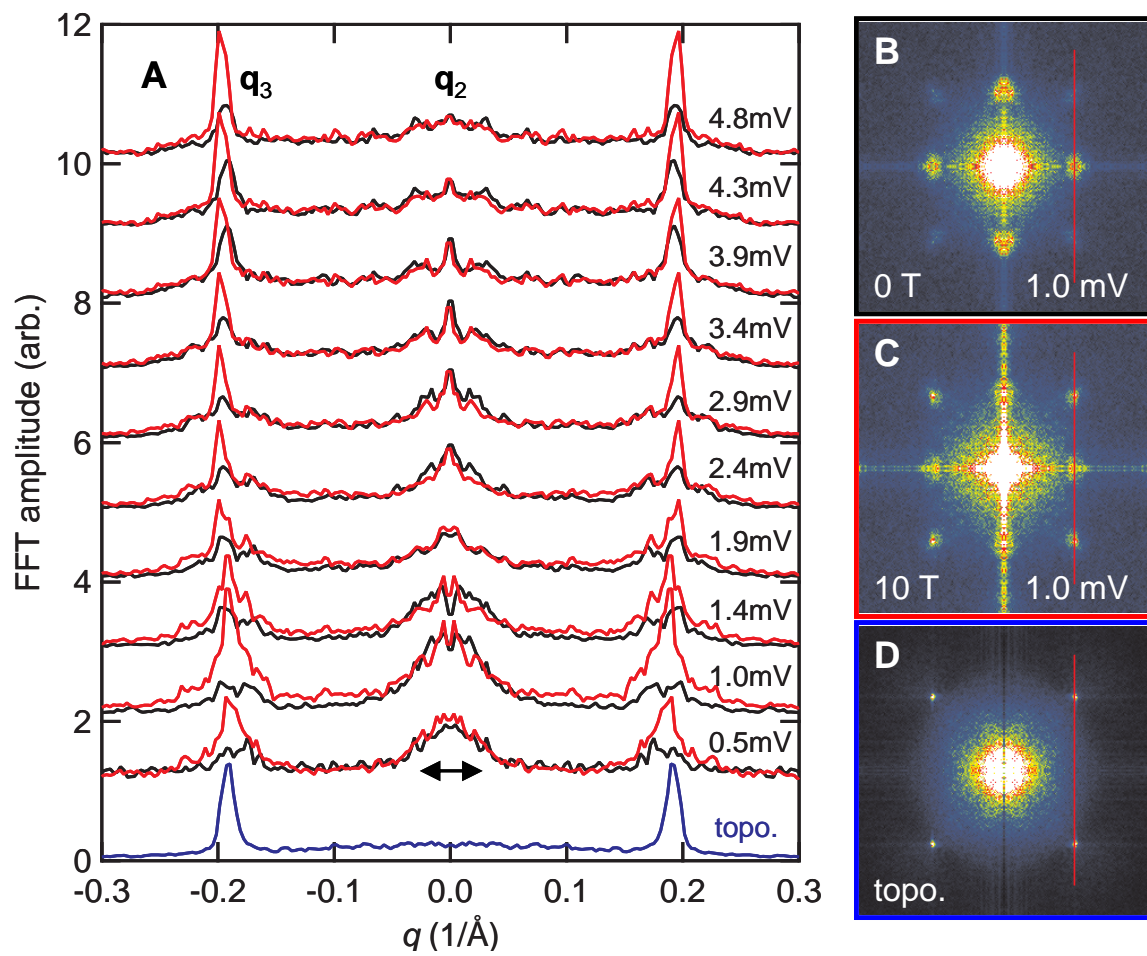 12
10
8
6
4
2
0
FFT amplitude (arb.)
A
q3
q2
4.8mV
4.3mV
3.9mV
3.4mV
2.9mV
2.4mV
1.9mV
1.4mV
1.0mV
0.5mV
topo.
-0.3 -0.2 -0.1 0.0 0.1 0.2 0.3
q (1/Å)
B
0 T 1.0 mV
C
10 T 1.0 mV
D
topo.